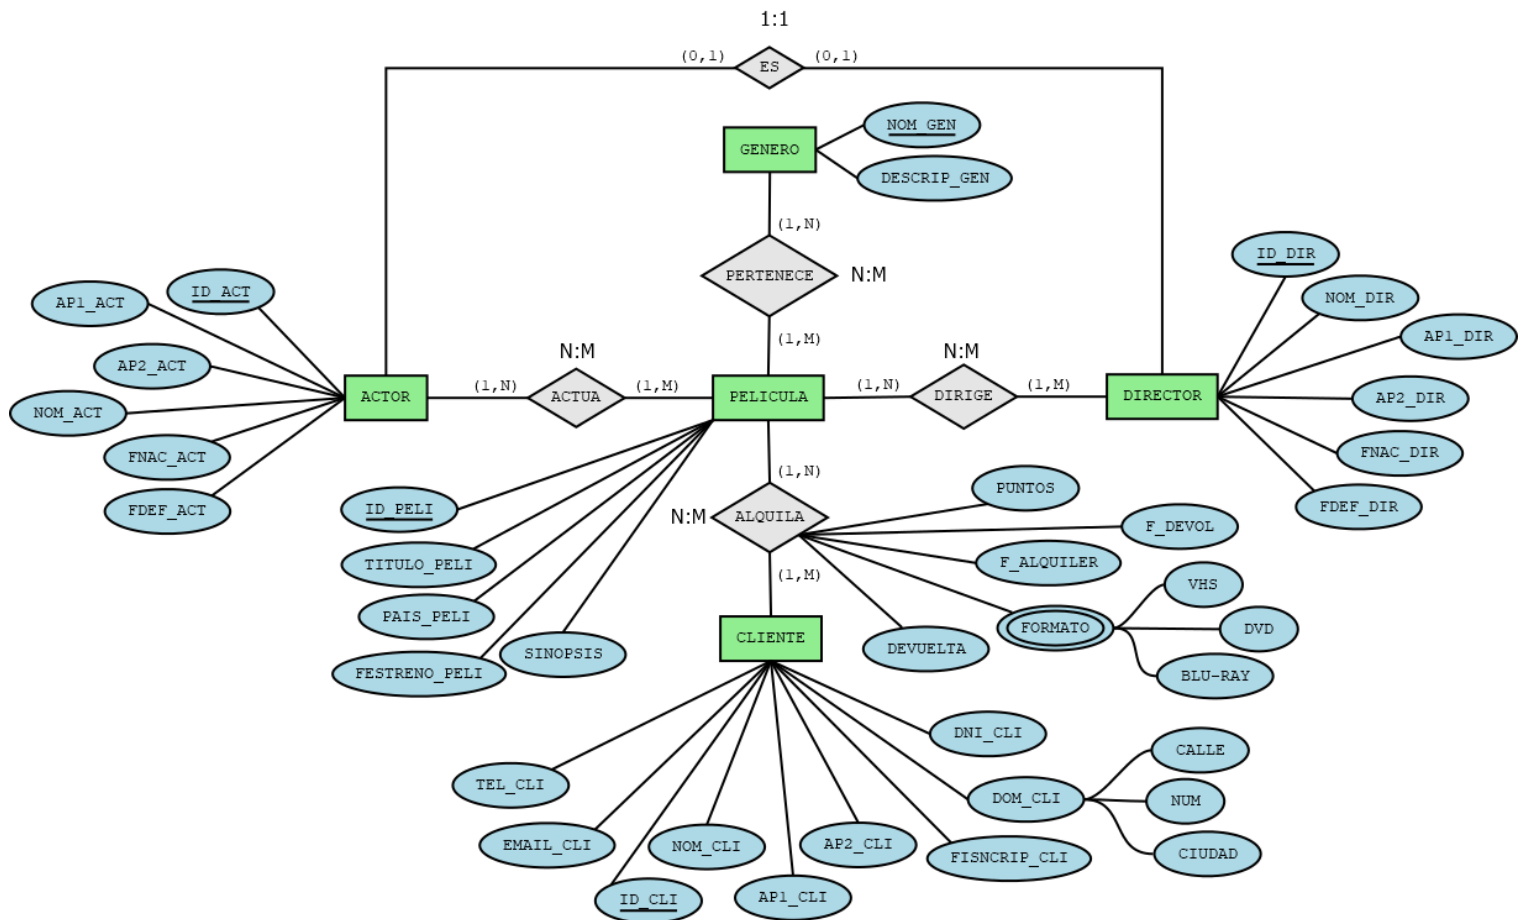 1:1
(0,1)
ES
(0,1)
NOM_GEN
GENERO
DESCRIP_GEN
(1,N)
PERTENECE
N:M
(1,M)
ID_ACT
AP1_ACT
AP2_ACT
NOM_ACT
FNAC_ACT
FDEF_ACT
ACTOR
(1,N)
N:M
ACTUA
(1,M)
PELICULA
(1,N)
N:M
DIRIGE
(1,M)
DIRECTOR
ID_DIR
NOM_DIR
AP1_DIR
AP2_DIR
FNAC_DIR
FDEF_DIR
ID_PELI
TITULO_PELI
PAIS_PELI
FESTRENO_PELI
SINOPSIS
(1,N)
N:M
ALQUILA
(1,M)
PUNTOS
F_DEVOL
F_ALQUILER
FORMATO
VHS
DVD
BLU-RAY
DEVUELTA
CLIENTE
TEL_CLI
EMAIL_CLI
ID_CLI
NOM_CLI
AP1_CLI
AP2_CLI
FISNCRIP_CLI
DOM_CLI
CALLE
NUM
CIUDAD
DNI_CLI